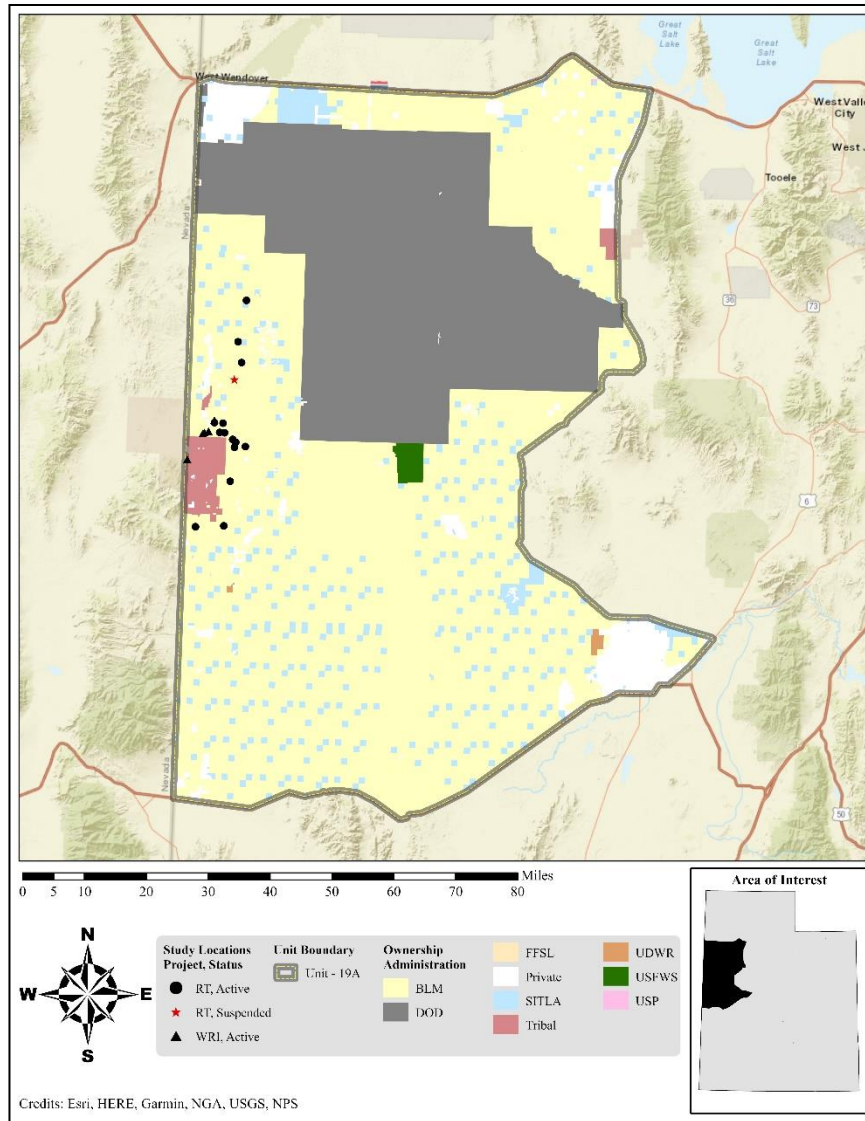 Great
Salt
Lake
Great
Salt
Lake
West Wendover
West Valley
City
West J
Tooele
Nevada
36
73
6
Nevada
50
0 5 10 20 30 40 50 60 70 80 Miles
Area of Interest
N
W E
S
Study Locations
Project, Status
RT, Active
RT, Suspended
WRI, Active
Unit Boundary
Unit - 19A
Ownership
Administration
BLM
DOD
FFSL
Private
SITLA
Tribal
UDWR
USFWS
USP
Credits: Esri, HERE, Garmin, NGA, USGS, NPS